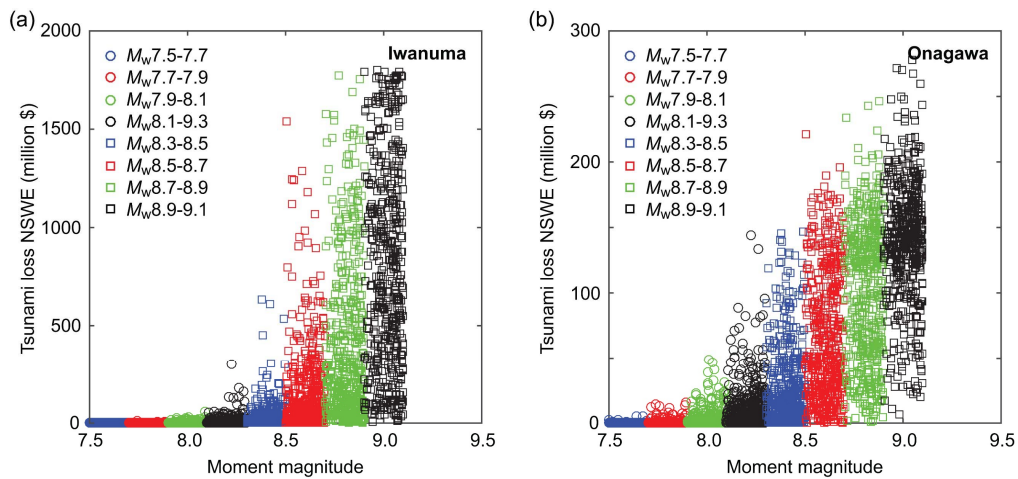 (a)
Iwanuma
Tsunami loss NSWE (million $)
2000
1500
1000
500
0
Mw7.5-7.7
Mw7.7-7.9
Mw7.9-8.1
Mw8.1-9.3
Mw8.3-8.5
Mw8.5-8.7
Mw8.7-8.9
Mw8.9-9.1
7.5 8.0 8.5 9.0 9.5
Moment magnitude
(b)
Onagawa
Tsunami loss NSWE (million $)
300
200
100
0
Mw7.5-7.7
Mw7.7-7.9
Mw7.9-8.1
Mw8.1-9.3
Mw8.3-8.5
Mw8.5-8.7
Mw8.7-8.9
Mw8.9-9.1
7.5 8.0 8.5 9.0 9.5
Moment magnitude